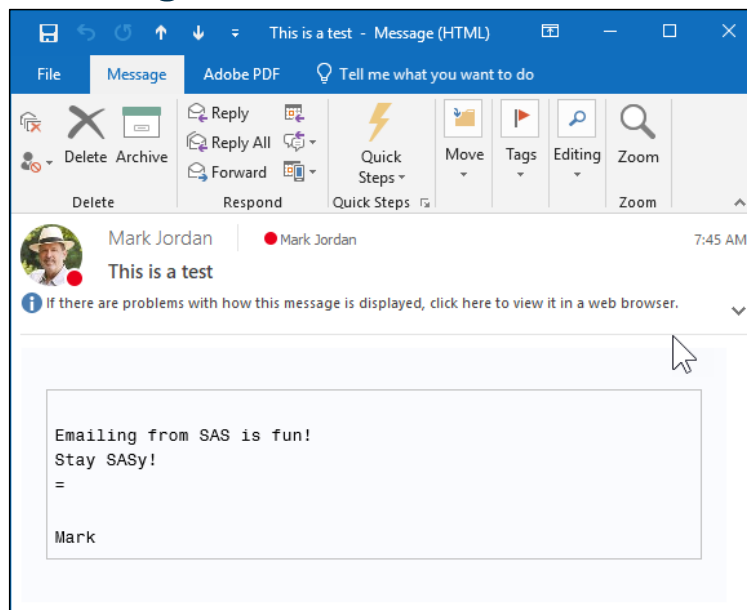 This is a test - Message (HTML)
File Message Adobe PDF Tell me what you want to do
Delete Archive
Reply
Reply All
Forward
Quick
Steps
Move
Tags
Editing
Zoom
Delete Respond Quick Steps Zoom
Mark Jordan Mark Jordan 7:45 AM
This is a test
If there are problems with how this message is displayed, click here to view it in a web browser.
Emailing from SAS is fun!
Stay SASy!
=
Mark